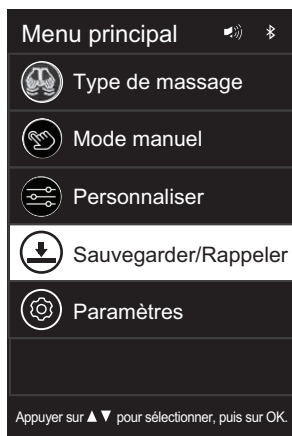 Menu principal
Type de massage
Mode manuel
Personnaliser
Sauvegarder/Rappeler
Paramètres
Appuyer sur ▲▼ pour sélectionner, puis sur OK.